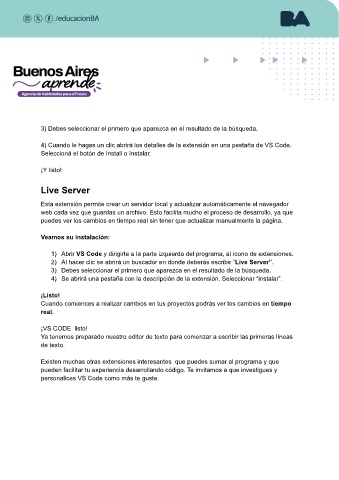 /educacionBA
BA
Buenos Aires
aprende
Agencia de Habilidades para el Futuro
3) Debes seleccionar el primero que aparezca en el resultado de la búsqueda.
4) Cuando le hagas un clic abrirá los detalles de la extensión en una pestaña de VS Code.
Seleccioná el botón de Install o Instalar.
¡Y listo!
Live Server
Esta extensión permite crear un servidor local y actualizar automáticamente el navegador
web cada vez que guardas un archivo. Esto facilita mucho el proceso de desarrollo, ya que
puedes ver los cambios en tiempo real sin tener que actualizar manualmente la página.
Veamos su instalación:
1) Abrir VS Code y dirigirte a la parte izquierda del programa, al ícono de extensiones.
2) Al hacer clic se abrirá un buscador en donde deberás escribir "Live Server".
3) Debes seleccionar el primero que aparezca en el resultado de la búsqueda.
4) Se abrirá una pestaña con la descripción de la extensión. Seleccionar "instalar".
¡Listo!
Cuando comiences a realizar cambios en tus proyectos podrás ver los cambios en tiempo
real.
¡VS CODE listo!
Ya tenemos preparado nuestro editor de texto para comenzar a escribir las primeras líneas
de texto.
Existen muchas otras extensiones interesantes que puedes sumar al programa y que
pueden facilitar tu experiencia desarrollando código. Te invitamos a que investigues y
personalices VS Code como más te guste.